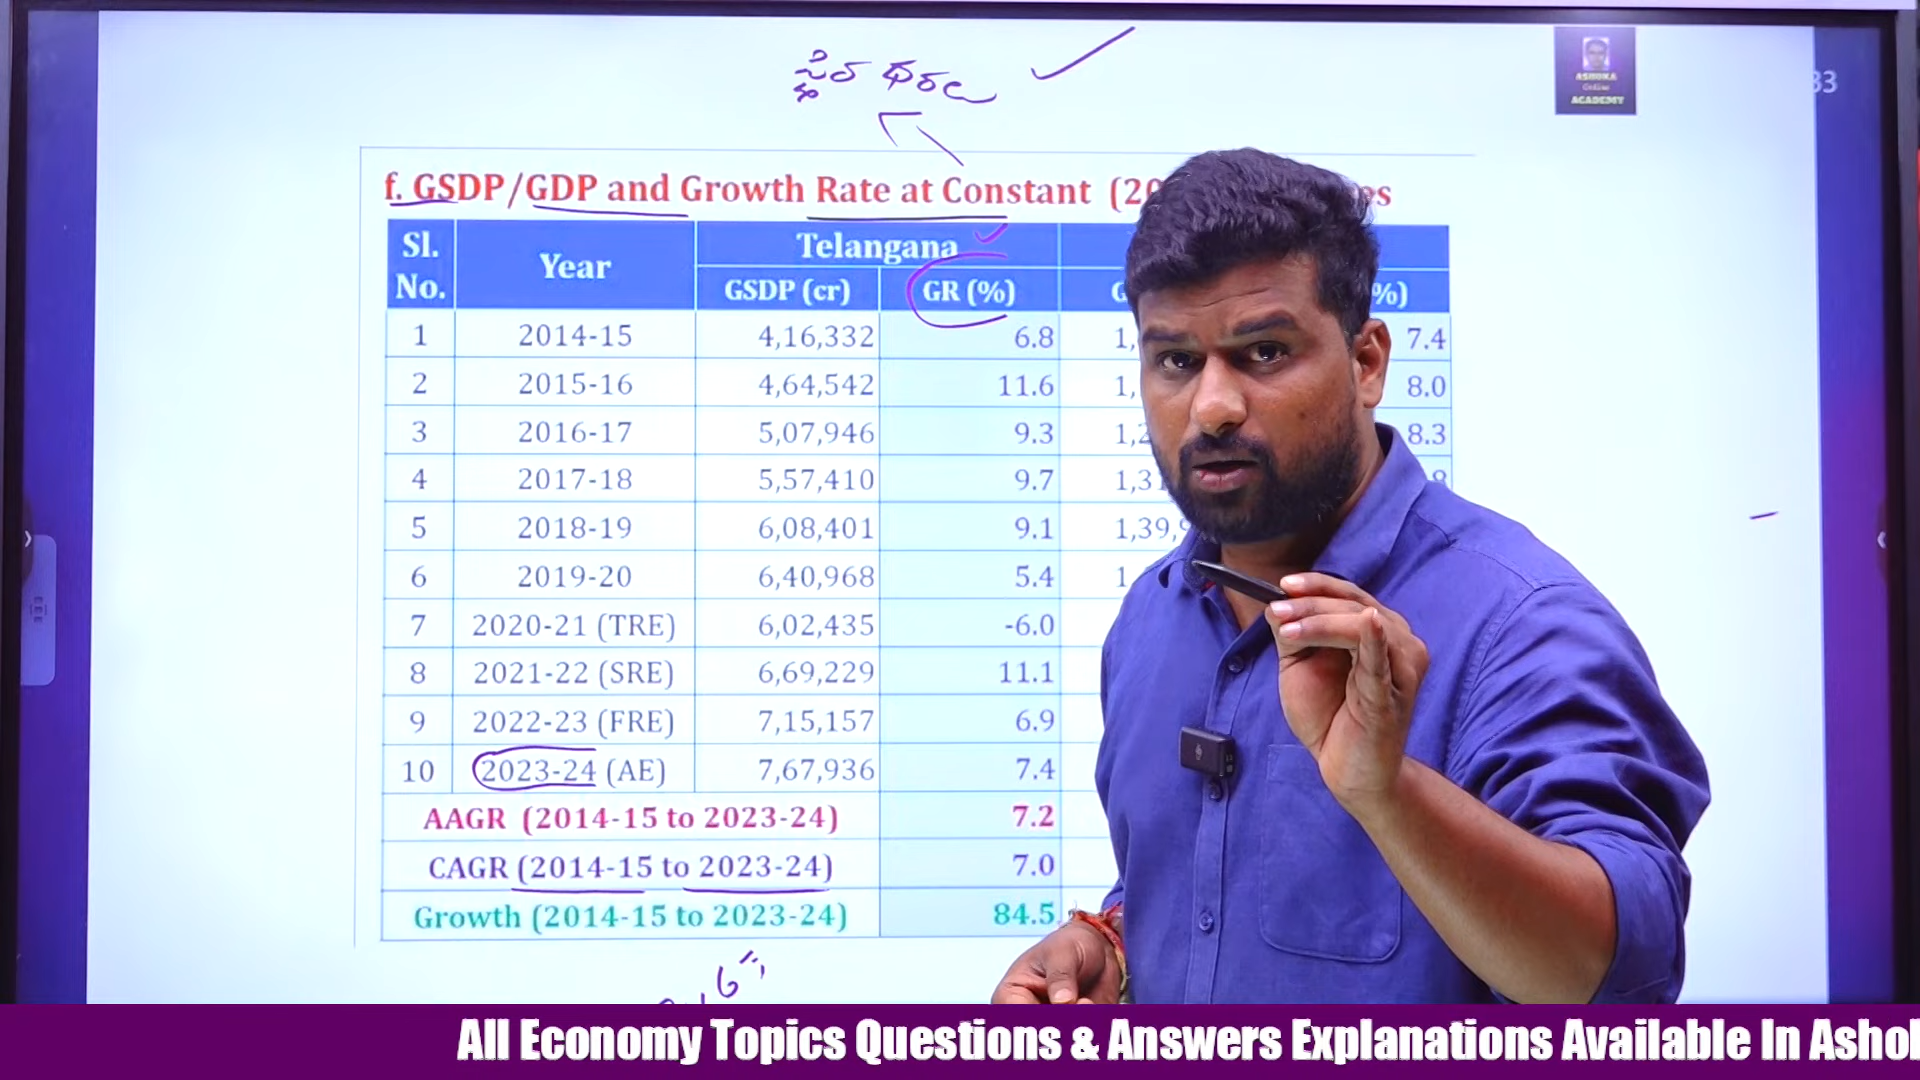 స్థిర ధరలు
ASHOKA
Online
ACADEMY
33
f. GSDP/GDP and Growth Rate at Constant
Sl. No. Year Telangana
GSDP (cr) GR (%) %)
1 2014-15 4,16,332 6.8 7.4
2 2015-16 4,64,542 11.6 8.0
3 2016-17 5,07,946 9.3 8.3
4 2017-18 5,57,410 9.7
5 2018-19 6,08,401 9.1
6 2019-20 6,40,968 5.4
7 2020-21 (TRE) 6,02,435 -6.0
8 2021-22 (SRE) 6,69,229 11.1
9 2022-23 (FRE) 7,15,157 6.9
10 2023-24 (AE) 7,67,936 7.4
AAGR (2014-15 to 2023-24) 7.2
CAGR (2014-15 to 2023-24) 7.0
Growth (2014-15 to 2023-24) 84.5
All Economy Topics Questions & Answers Explanations Available In Ashok